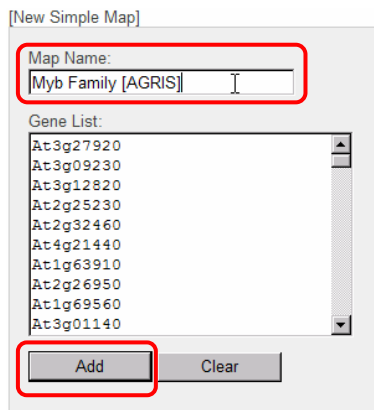 [New Simple Map]
Map Name:
Myb Family [AGRIS]
Gene List:
At3g27920
At3g09230
At3g12820
At2g25230
At2g32460
At4g21440
At1g63910
At2g26950
At1g69560
At3g01140
Add Clear